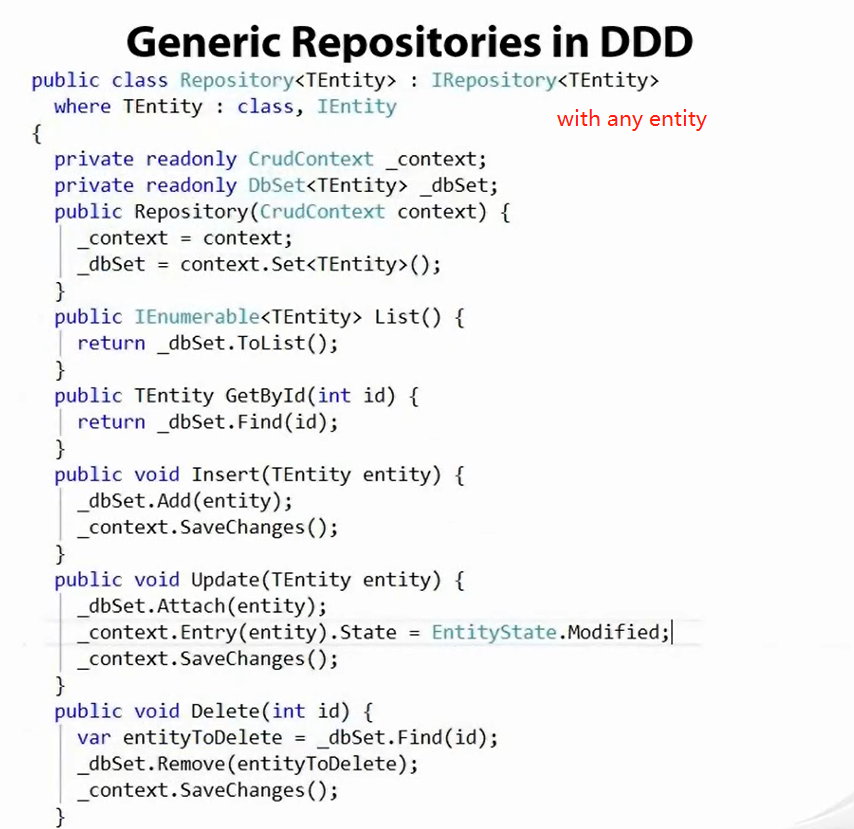 Generic Repositories in DDD
public class Repository<TEntity> : IRepository<TEntity>
where TEntity : class, IEntity
with any entity
{
private readonly CrudContext _context;
private readonly DbSet<TEntity> _dbSet;
public Repository(CrudContext context) {
_context = context;
_dbSet = context.Set<TEntity>();
}
public IEnumerable<TEntity> List() {
return _dbSet.ToList();
}
public TEntity GetById(int id) {
return _dbSet.Find(id);
}
public void Insert(TEntity entity) {
_dbSet.Add(entity);
_context.SaveChanges();
}
public void Update(TEntity entity) {
_dbSet.Attach(entity);
_context.Entry(entity).State = EntityState.Modified;
_context.SaveChanges();
}
public void Delete(int id) {
var entityToDelete = _dbSet.Find(id);
_dbSet.Remove(entityToDelete);
_context.SaveChanges();
}